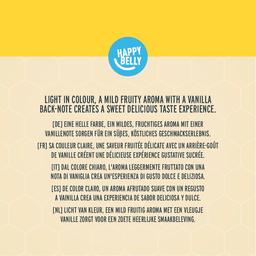 HAPPY
BELLY
LIGHT IN COLOUR, A MILD FRUITY AROMA WITH A VANILLA
BACK-NOTE CREATES A SWEET DELICIOUS TASTE EXPERIENCE.
[DE] EINE HELLE FARBE, EIN MILDES, FRUCHTIGES AROMA MIT EINER
VANILLENOTE SORGEN FÜR EIN SÜẞES, KÖSTLICHES GESCHMACKSERLEBNIS.
[FR] SA COULEUR CLAIRE, UNE SAVEUR FRUITÉE DÉLICATE AVEC UN ARRIÈRE-GOÛT
DE VANILLE CRÉENT UNE DÉLICIEUSE EXPÉRIENCE GUSTATIVE SUCRÉE.
[IT] DAL COLORE CHIARO, L'AROMA LEGGERMENTE FRUTTATO CON UNA
NOTA DI VANIGLIA CREA UN'ESPERIENZA DI GUSTO DOLCE E DELIZIOSA.
[ES] DE COLOR CLARO, UN AROMA AFRUTADO SUAVE CON UN REGUSTO
A VAINILLA CREA UNA EXPERIENCIA DE SABOR DELICIOSA Y DULCE.
[NL] LICHT VAN KLEUR, EEN MILD FRUITIG AROMA MET EEN VLEUGJE
VANILLE ZORGT VOOR EEN ZOETE HEERLIJKE SMAAKBELEVING.